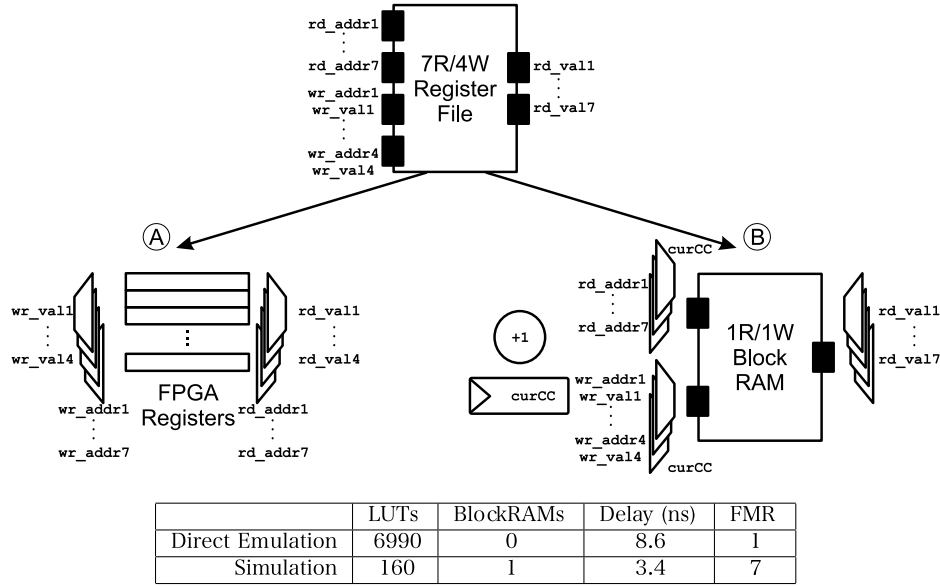 rd_addr1
rd_addr7
wr_addr1
wr_val1
wr_addr4
wr_val4
7R/4W
Register
File
rd_val1
rd_val7
A
B
wr_val1
wr_val4
FPGA
Registers
wr_addr1
wr_addr7
rd_val1
rd_val4
rd_addr1
rd_addr7
+1
curCC
curCC
rd_addr1
rd_addr7
wr_addr1
wr_val1
wr_addr4
wr_val4
curCC
1R/1W
Block
RAM
rd_val1
rd_val7
LUTs BlockRAMs Delay (ns) FMR
Direct Emulation 6990 0 8.6 1
Simulation 160 1 3.4 7